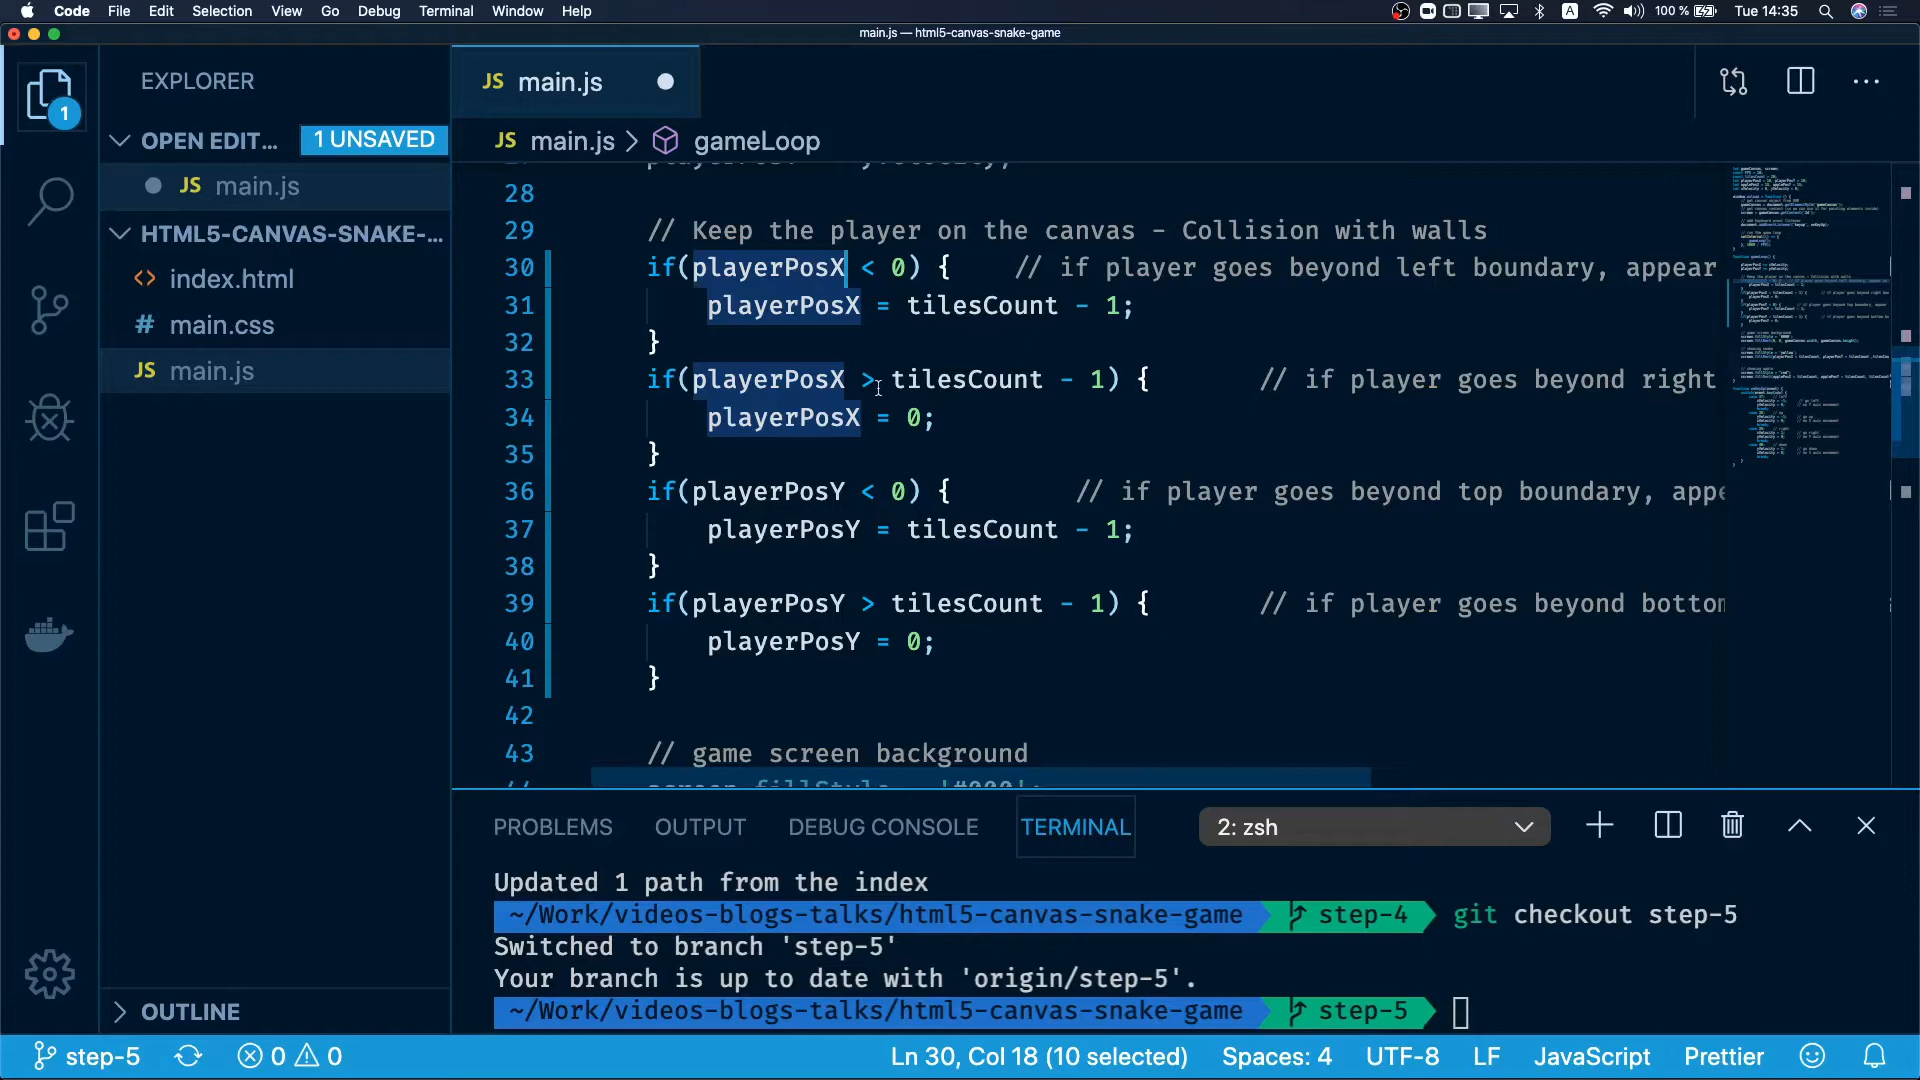 Code File Edit Selection View Go Debug Terminal Window Help
A 100 % Tue 14:35
main.js — html5-canvas-snake-game
EXPLORER
1
OPEN EDIT... 1 UNSAVED
JS main.js
HTML5-CANVAS-SNAKE-...
<> index.html
# main.css
JS main.js
OUTLINE
JS main.js
JS main.js > gameLoop
28
29 // Keep the player on the canvas - Collision with walls
30 if(playerPosX < 0) { // if player goes beyond left boundary, appear
31 playerPosX = tilesCount - 1;
32 }
33 if(playerPosX > tilesCount - 1) { // if player goes beyond right
34 playerPosX = 0;
35 }
36 if(playerPosY < 0) { // if player goes beyond top boundary, appe
37 playerPosY = tilesCount - 1;
38 }
39 if(playerPosY > tilesCount - 1) { // if player goes beyond bottom
40 playerPosY = 0;
41 }
42
43 // game screen background
PROBLEMS OUTPUT DEBUG CONSOLE TERMINAL 2: zsh
Updated 1 path from the index
~/Work/videos-blogs-talks/html5-canvas-snake-game step-4 git checkout step-5
Switched to branch 'step-5'
Your branch is up to date with 'origin/step-5'.
~/Work/videos-blogs-talks/html5-canvas-snake-game step-5
step-5 0 0 Ln 30, Col 18 (10 selected) Spaces: 4 UTF-8 LF JavaScript Prettier